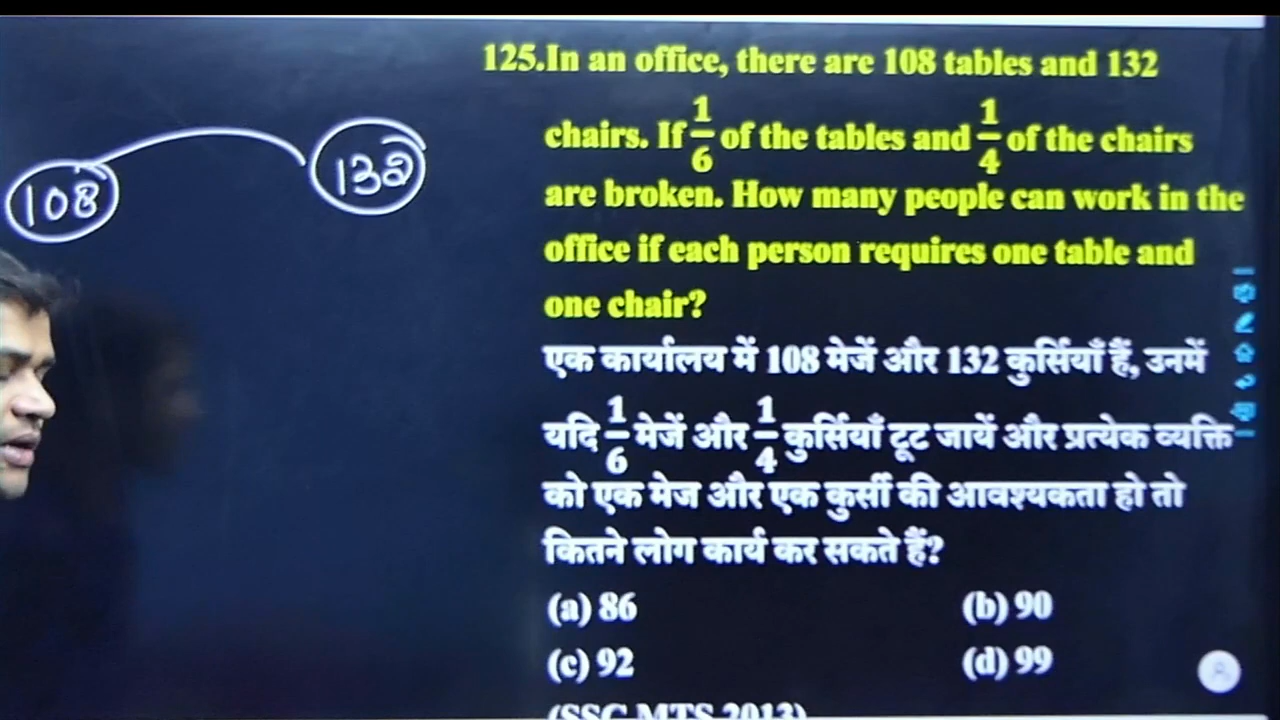 125.In an office, there are 108 tables and 132
chairs. If 1/6 of the tables and 1/4 of the chairs
are broken. How many people can work in the
office if each person requires one table and
one chair?
एक कार्यालय में 108 मेजें और 132 कुर्सियाँ हैं, उनमें
यदि 1/6 मेजें और 1/4 कुर्सियाँ टूट जायें और प्रत्येक व्यक्ति
को एक मेज और एक कुर्सी की आवश्यकता हो तो
कितने लोग कार्य कर सकते हैं?
(a) 86 (b) 90
(c) 92 (d) 99
(SSC MTS 2013)
108 132